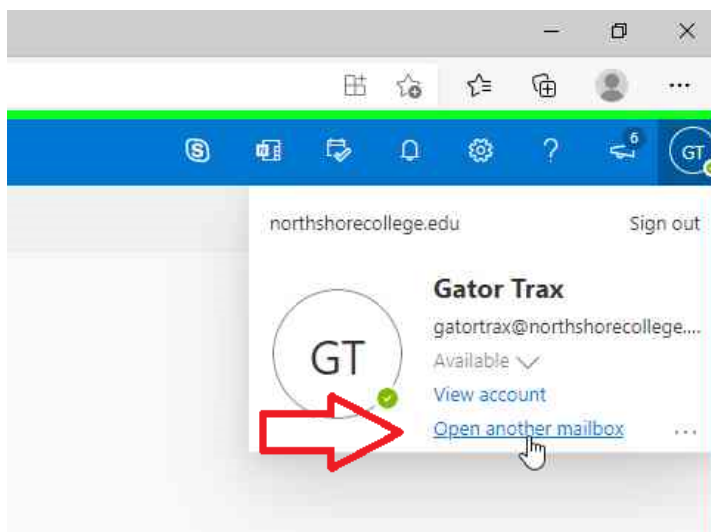 6
GT
northshorecollege.edu Sign out
Gator Trax
gatortrax@northshorecollege....
GT
Available
View account
Open another mailbox ...